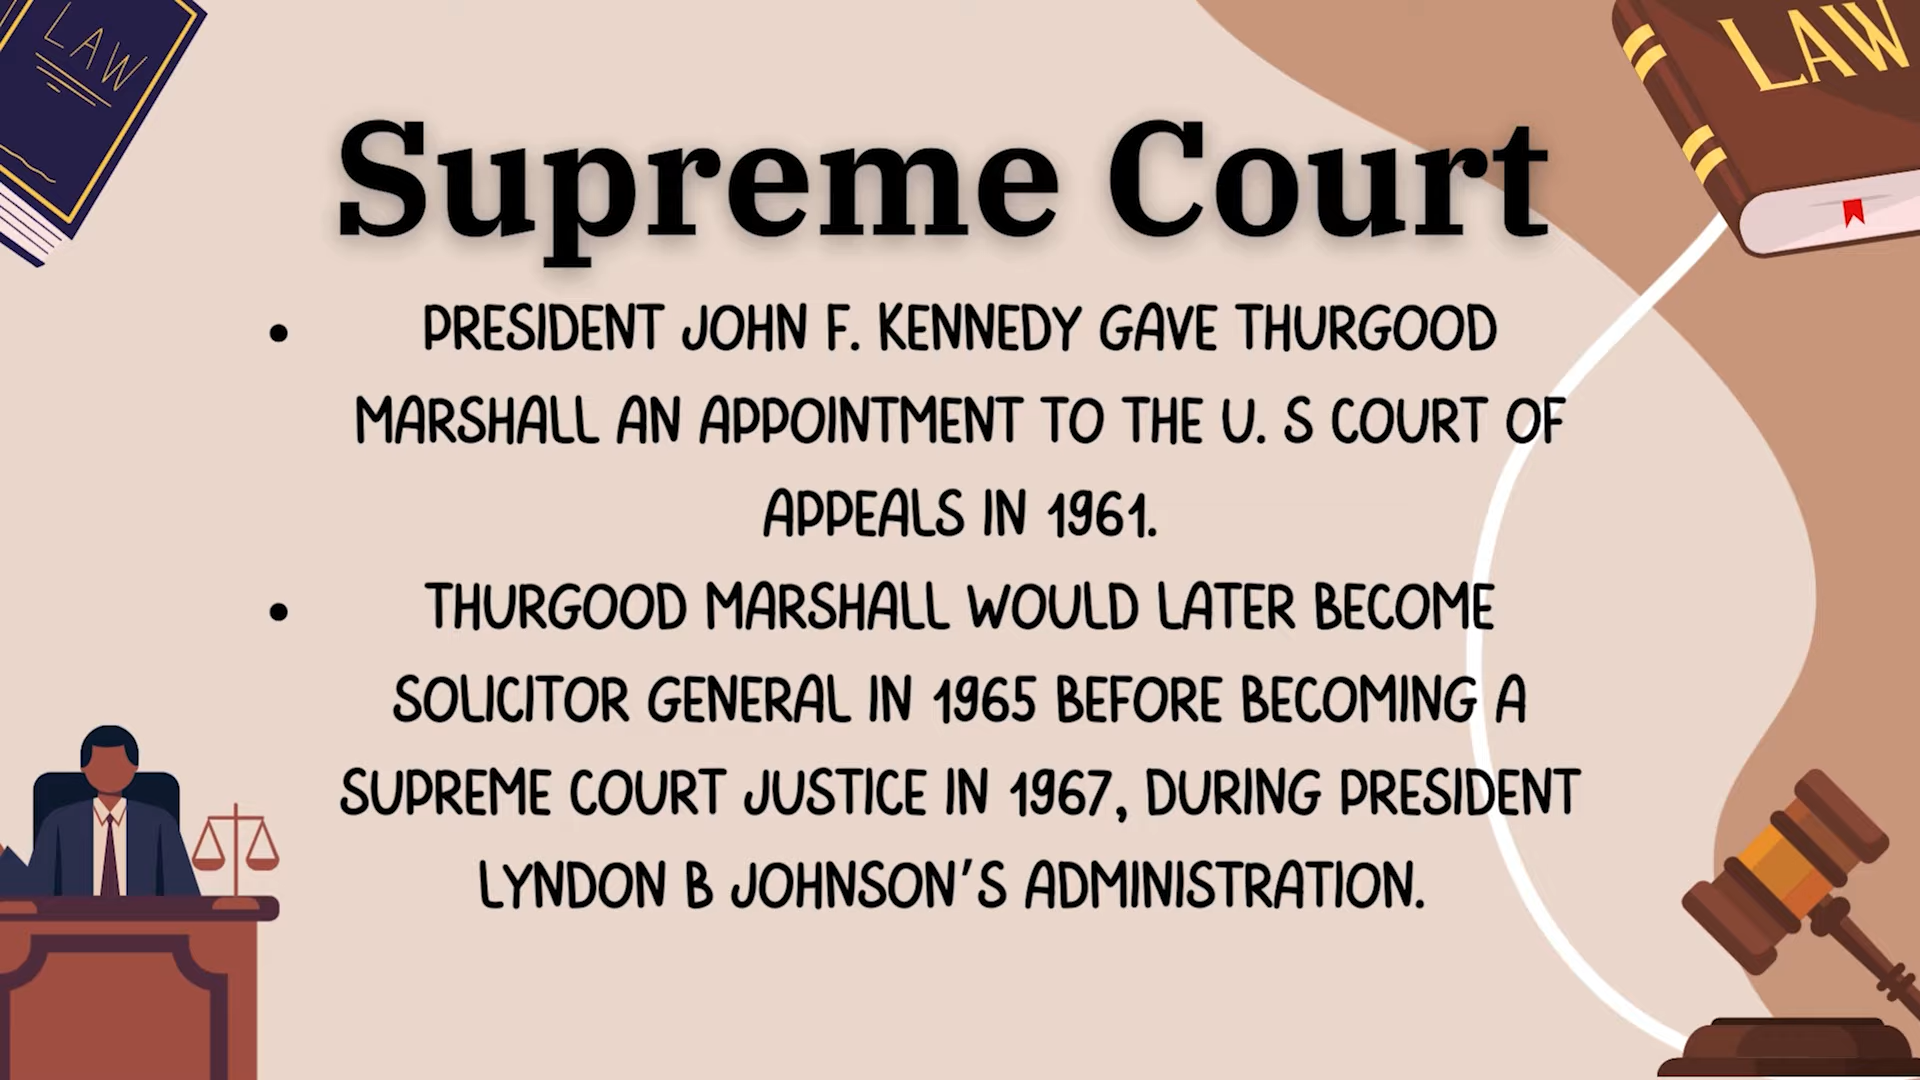 LAW
LAW
Supreme Court
• PRESIDENT JOHN F. KENNEDY GAVE THURGOOD
MARSHALL AN APPOINTMENT TO THE U. S COURT OF
APPEALS IN 1961.
• THURGOOD MARSHALL WOULD LATER BECOME
SOLICITOR GENERAL IN 1965 BEFORE BECOMING A
SUPREME COURT JUSTICE IN 1967, DURING PRESIDENT
LYNDON B JOHNSON'S ADMINISTRATION.